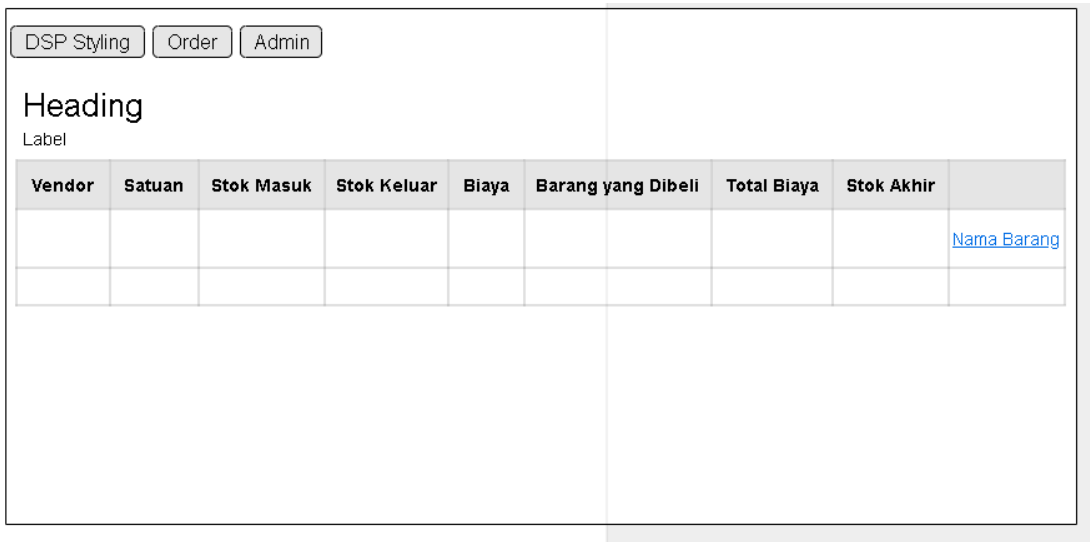 DSP Styling Order Admin
Heading
Label
Vendor Satuan Stok Masuk Stok Keluar Biaya Barang yang Dibeli Total Biaya Stok Akhir
Nama Barang